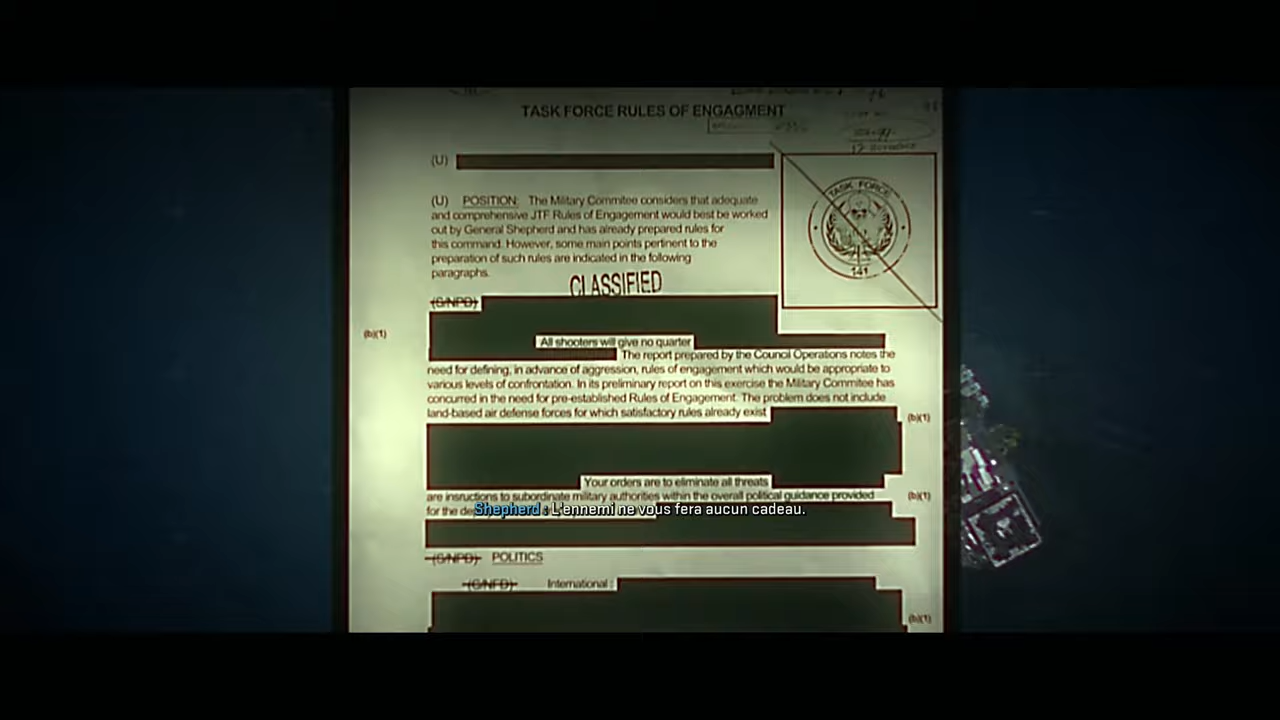 TASK FORCE RULES OF ENGAGMENT
(U)
(U) POSITION: The Military Commitee considers that adequate
and comprehensive JTF Rules of Engagement would best be worked
out by General Shepherd and has already prepared rules for
this command. However, some main points pertinent to the
preparation of such rules are indicated in the following
paragraphs.
TASK FORCE
141
CLASSIFIED
(S/NPD)
(b)(1)
All shooters will give no quarter
The report prepared by the Council Operations notes the
need for defining, in advance of aggression, rules of engagement which would be appropriate to
various levels of confrontation. In its preliminary report on this exercise the Military Commitee has
concurred in the need for pre-established Rules of Engagement. The problem does not include
land-based air defense forces for which satisfactory rules already exist
(b)(1)
Your orders are to eliminate all threats
are insructions to subordinate military authorities within the overall political guidance provided
(b)(1)
for the
Shepherd : L'ennemi ne vous fera aucun cadeau.
(S/NPD) POLITICS
International :
(b)(1)